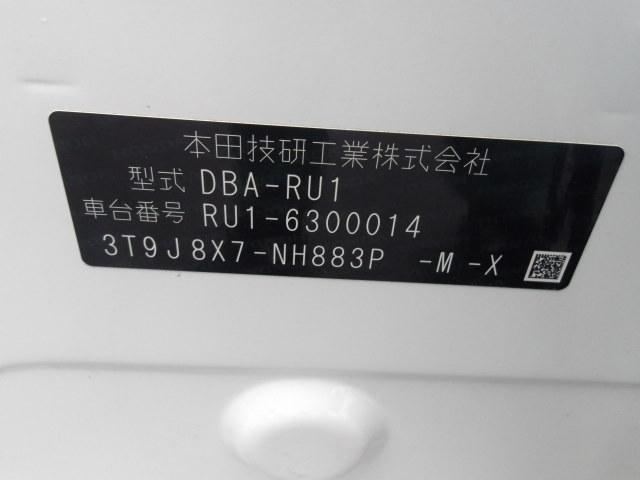 本田技研工業株式会社
型式 DBA-RU1
車台番号 RU1-6300014
3T9J8X7-NH883P -M -X